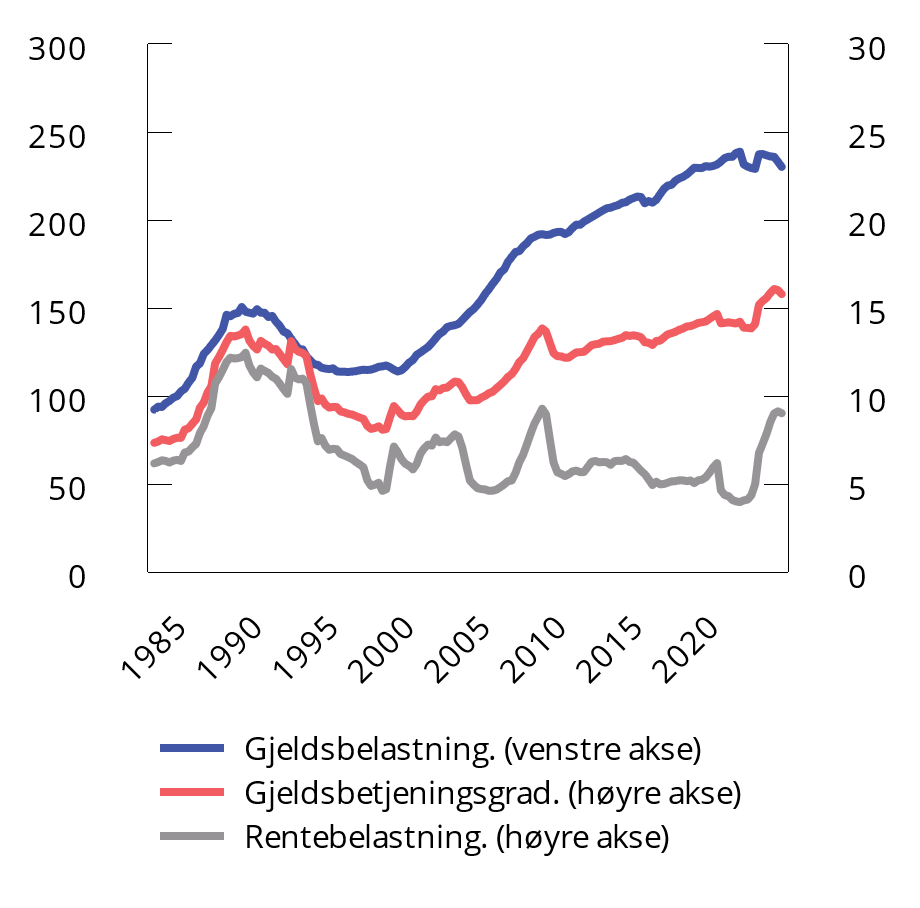 300 30
250 25
200 20
150 15
100 10
50 5
0 0
1985 1990 1995 2000 2005 2010 2015 2020
Gjeldsbelastning. (venstre akse)
Gjeldsbetjeningsgrad. (høyre akse)
Rentebelastning. (høyre akse)